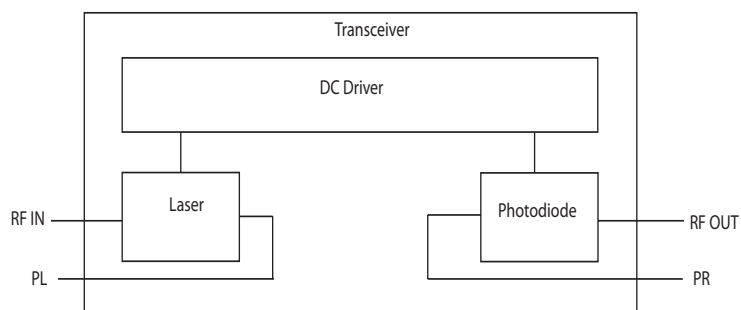 Transceiver
DC Driver
Laser
Photodiode
RF IN
RF OUT
PL
PR